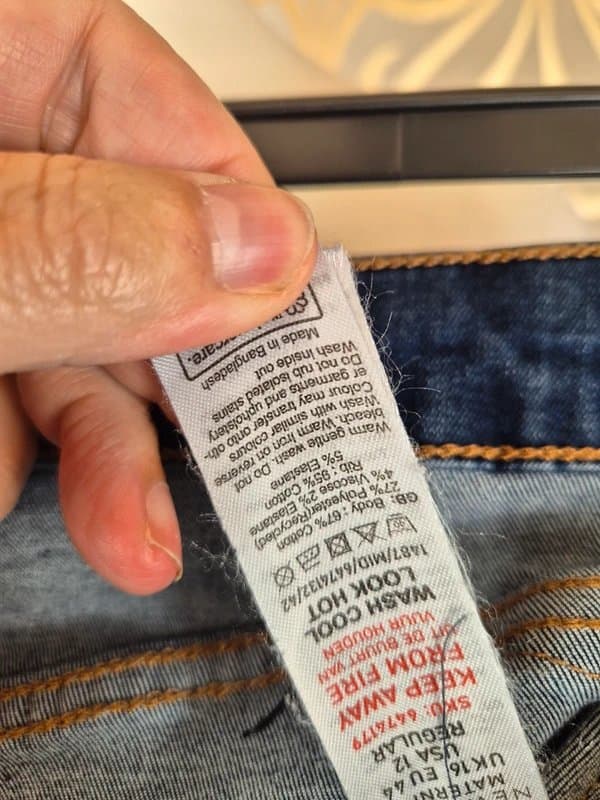 UK16 EU 44
USA 12
REGULAR
SKU: 6474179
KEEP AWAY
FROM FIRE
UIT DE BUURT VAN
VUUR HOUDEN
WASH COOL
LOOK HOT
1487/MID/6474132/42
GB: Body : 67% Cotton
27% Polyester(Recycled)
4% Viscose 2% Elastane
Rib : 95% Cotton
5% Elastane
Warm gentle wash. Do not
bleach. Warm iron on reverse
Wash with similar colours
Colour may transfer onto oth-
er garments and upholstery
Do not rub isolated stains
Wash inside out
Made in Bangladesh